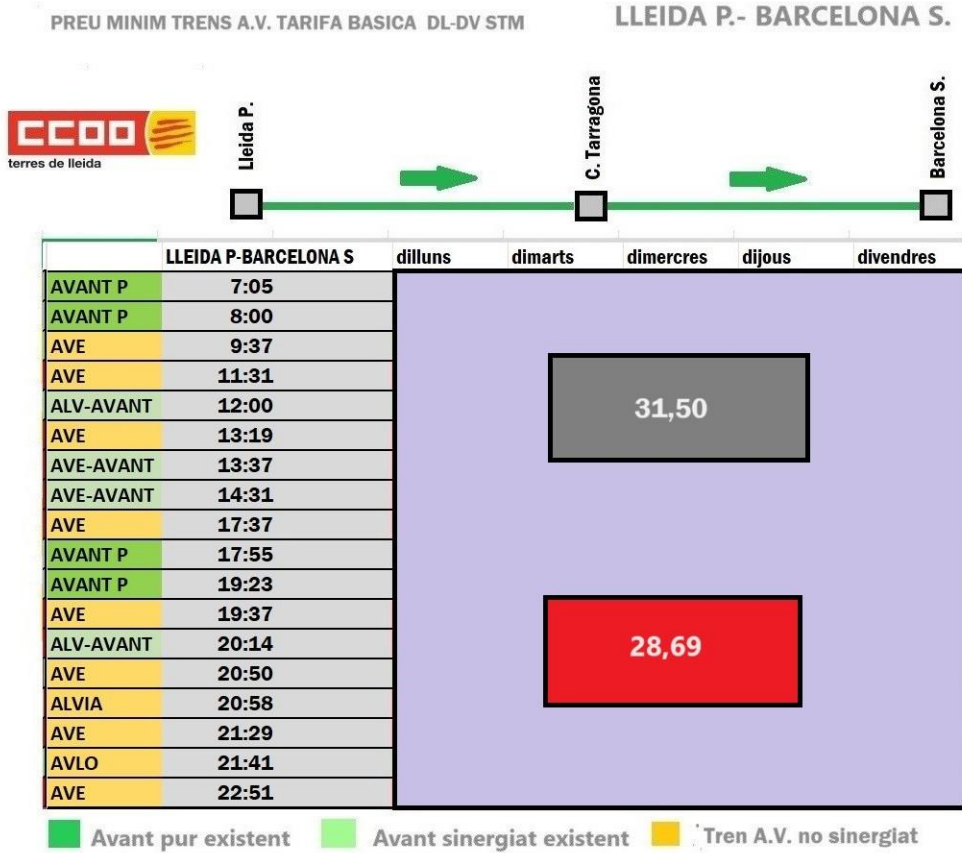 PREU MINIM TRENS A.V. TARIFA BASICA DL-DV STM
LLEIDA P.- BARCELONA S.
CCOO
terres de lleida
Lleida P.
C. Tarragona
Barcelona S.
LLEIDA P-BARCELONA S dilluns dimarts dimercres dijous divendres
AVANT P 7:05
AVANT P 8:00
AVE 9:37
AVE 11:31
ALV-AVANT 12:00
AVE 13:19
AVE-AVANT 13:37
AVE-AVANT 14:31
AVE 17:37
AVANT P 17:55
AVANT P 19:23
AVE 19:37
ALV-AVANT 20:14
AVE 20:50
ALVIA 20:58
AVE 21:29
AVLO 21:41
AVE 22:51
31,50
28,69
Avant pur existent Avant sinergiat existent Tren A.V. no sinergiat